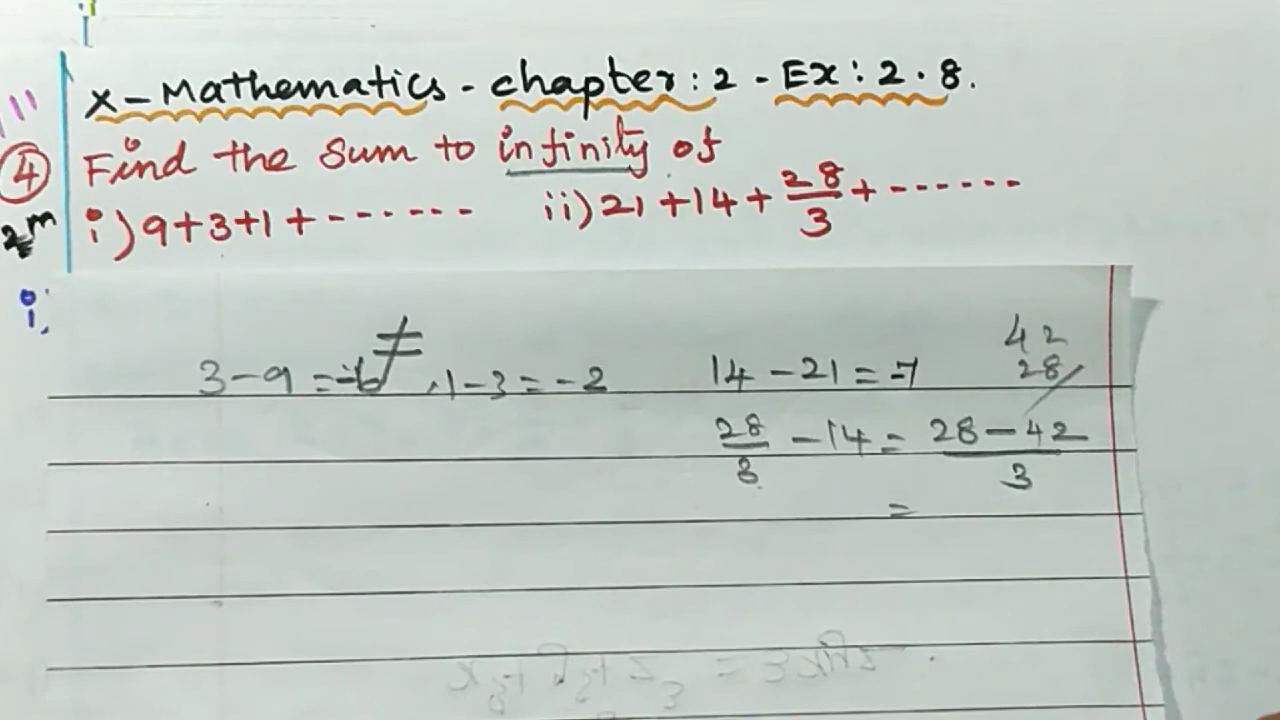 X - Mathematics - chapter : 2 - Ex : 2 . 8 .
④ Find the Sum to infinity of
2m i) 9+3+1+------- ii) 21+14+28/3+-------
i,
3-9=-6 ≠ ,1-3=-2 14-21=-7 42
28
28/3 -14= 28-42/3
=